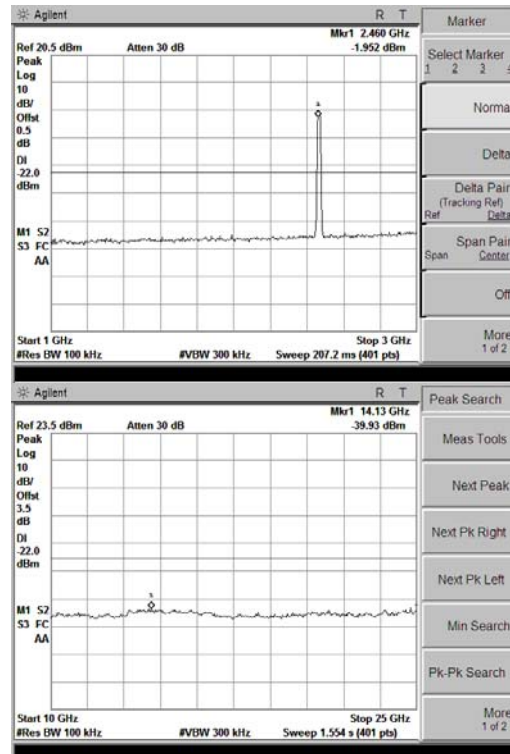 Agilent R T
Mkr1 2.460 GHz
Ref 20.5 dBm Atten 30 dB -1.952 dBm
Peak
Log
10
dB/
Offst
0.5
dB
DI
-22.0
dBm
M1 S2
S3 FC
AA
Start 1 GHz Stop 3 GHz
#Res BW 100 kHz #VBW 300 kHz Sweep 207.2 ms (401 pts)
Marker
Select Marker
1 2 3 4
Norma
Delta
Delta Pair
(Tracking Ref)
Ref Delta
Span Pair
Span Center
Off
More
1 of 2
Agilent R T
Mkr1 14.13 GHz
Ref 23.5 dBm Atten 30 dB -39.93 dBm
Peak
Log
10
dB/
Offst
3.5
dB
DI
-22.0
dBm
M1 S2
S3 FC
AA
Start 10 GHz Stop 25 GHz
#Res BW 100 kHz #VBW 300 kHz Sweep 1.554 s (401 pts)
Peak Search
Meas Tools
Next Peak
Next Pk Right
Next Pk Left
Min Search
Pk-Pk Search
More
1 of 2